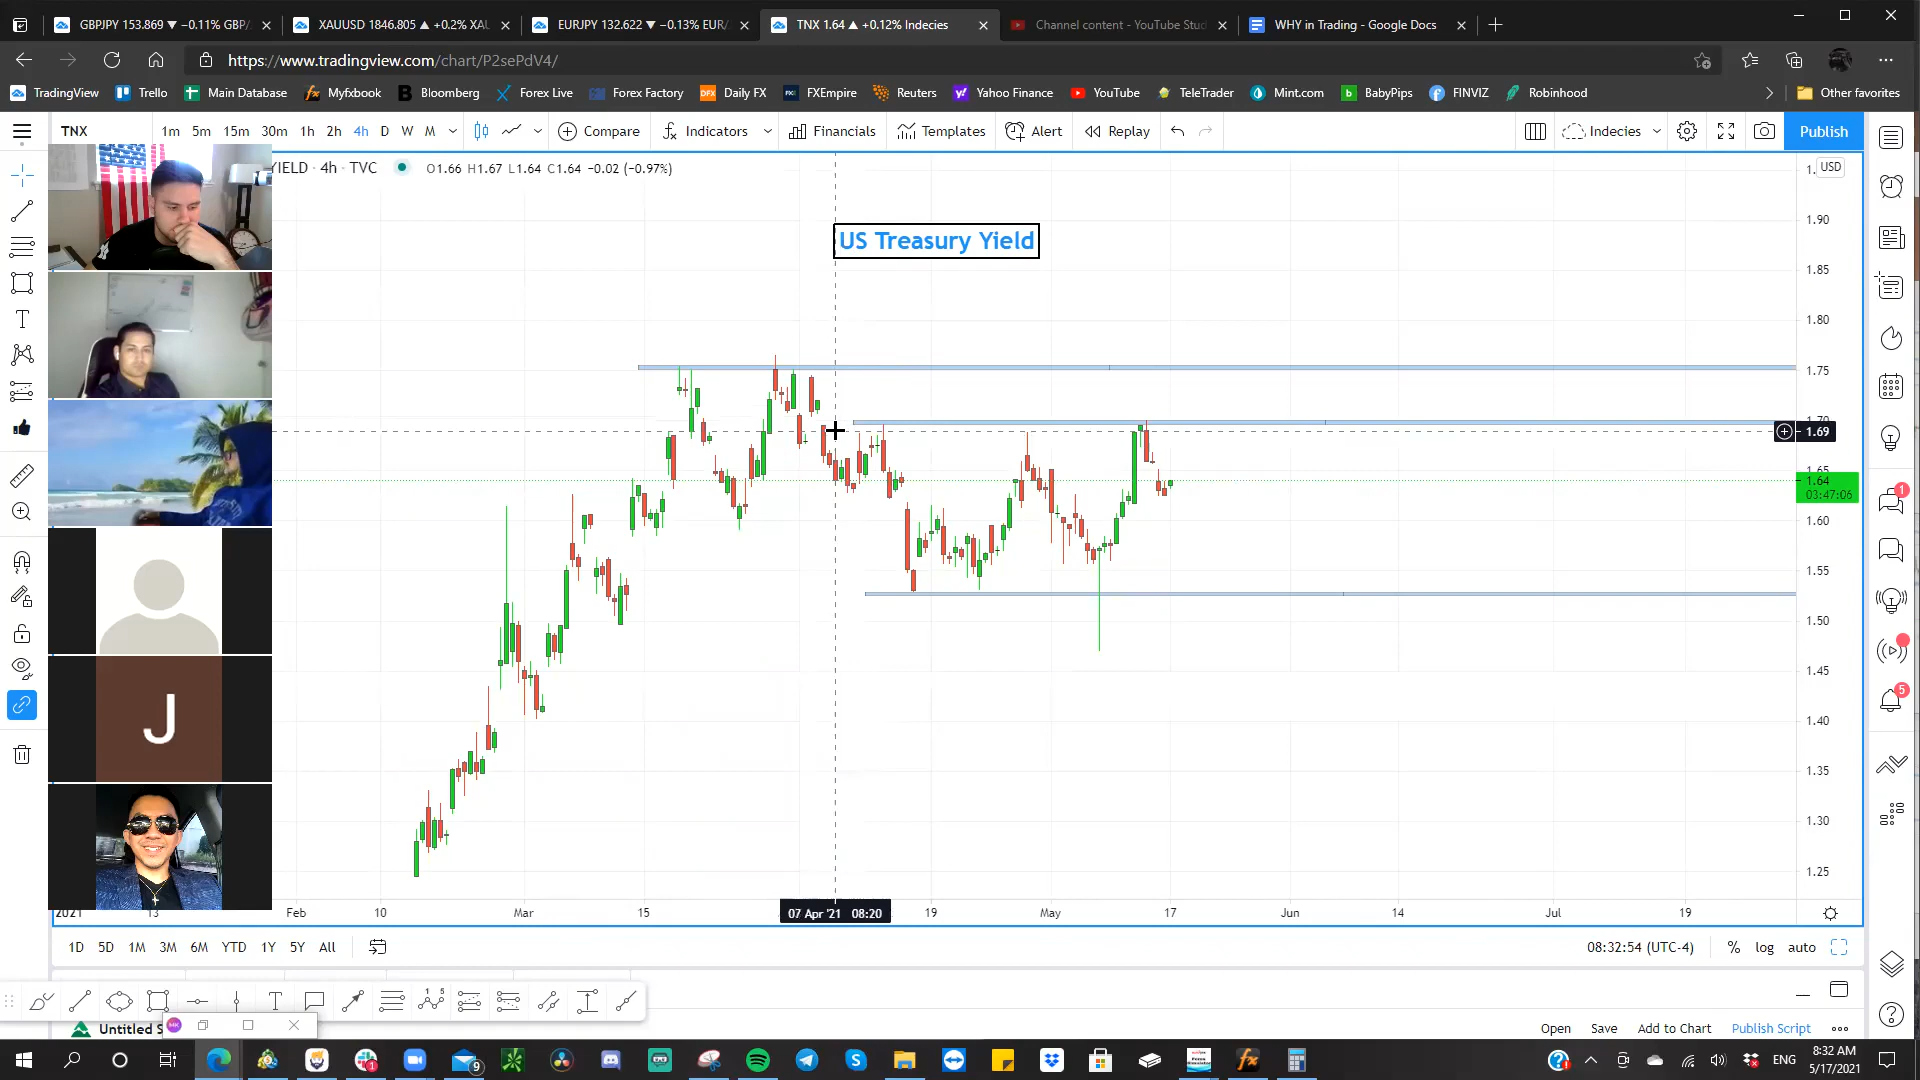 GBPJPY 153.869 ▼ −0.11% GBP/
XAUUSD 1846.805 ▲ +0.2% XAU
EURJPY 132.622 ▼ −0.13% EUR/
TNX 1.64 ▲ +0.12% Indecies
Channel content - YouTube Stud
WHY in Trading - Google Docs
https://www.tradingview.com/chart/P2sePdV4/
TradingView
Trello
Main Database
Myfxbook
Bloomberg
Forex Live
Forex Factory
Daily FX
FXEmpire
Reuters
Yahoo Finance
YouTube
TeleTrader
Mint.com
BabyPips
FINVIZ
Robinhood
Other favorites
TNX
1m 5m 15m 30m 1h 2h 4h D W M
Compare
Indicators
Financials
Templates
Alert
Replay
Indecies
Publish
YIELD · 4h · TVC
O1.66 H1.67 L1.64 C1.64 −0.02 (−0.97%)
USD
US Treasury Yield
1.90
1.85
1.80
1.75
1.70
1.69
1.65
1.64
03:47:06
1.60
1.55
1.50
1.45
1.40
1.35
1.30
1.25
J
2021 13 Feb 10 Mar 15 07 Apr '21 08:20 19 May 17 Jun 14 Jul 19
1D 5D 1M 3M 6M YTD 1Y 5Y All
08:32:54 (UTC-4)
% log auto
Untitled S
MK
Open Save Add to Chart Publish Script
ENG
8:32 AM
5/17/2021